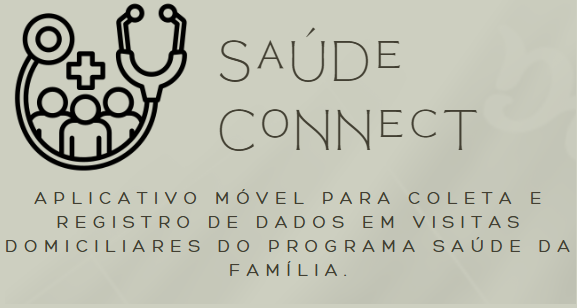 SAÚDE
CONNECT
APLICATIVO MÓVEL PARA COLETA E
REGISTRO DE DADOS EM VISITAS
DOMICILIARES DO PROGRAMA SAÚDE DA
FAMÍLIA.